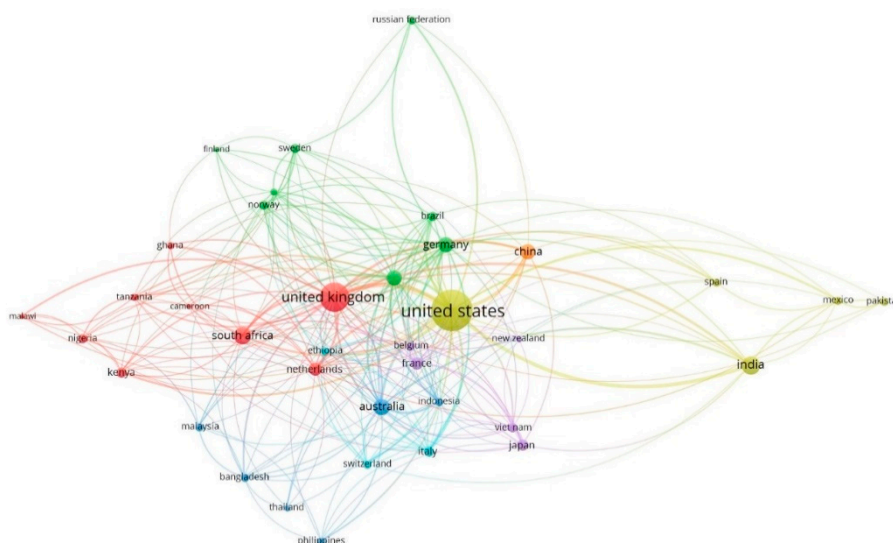 russian federation
finland
sweden
norway
brazil
ghana
germany
china
spain
tanzania
united kingdom
mexico
pakist
cameroon
united states
malawi
nigeria
south africa
new zealand
belgium
ethiopia
france
india
kenya
netherlands
indonesia
australia
malaysia
viet nam
japan
italy
switzerland
bangladesh
thailand
philippines